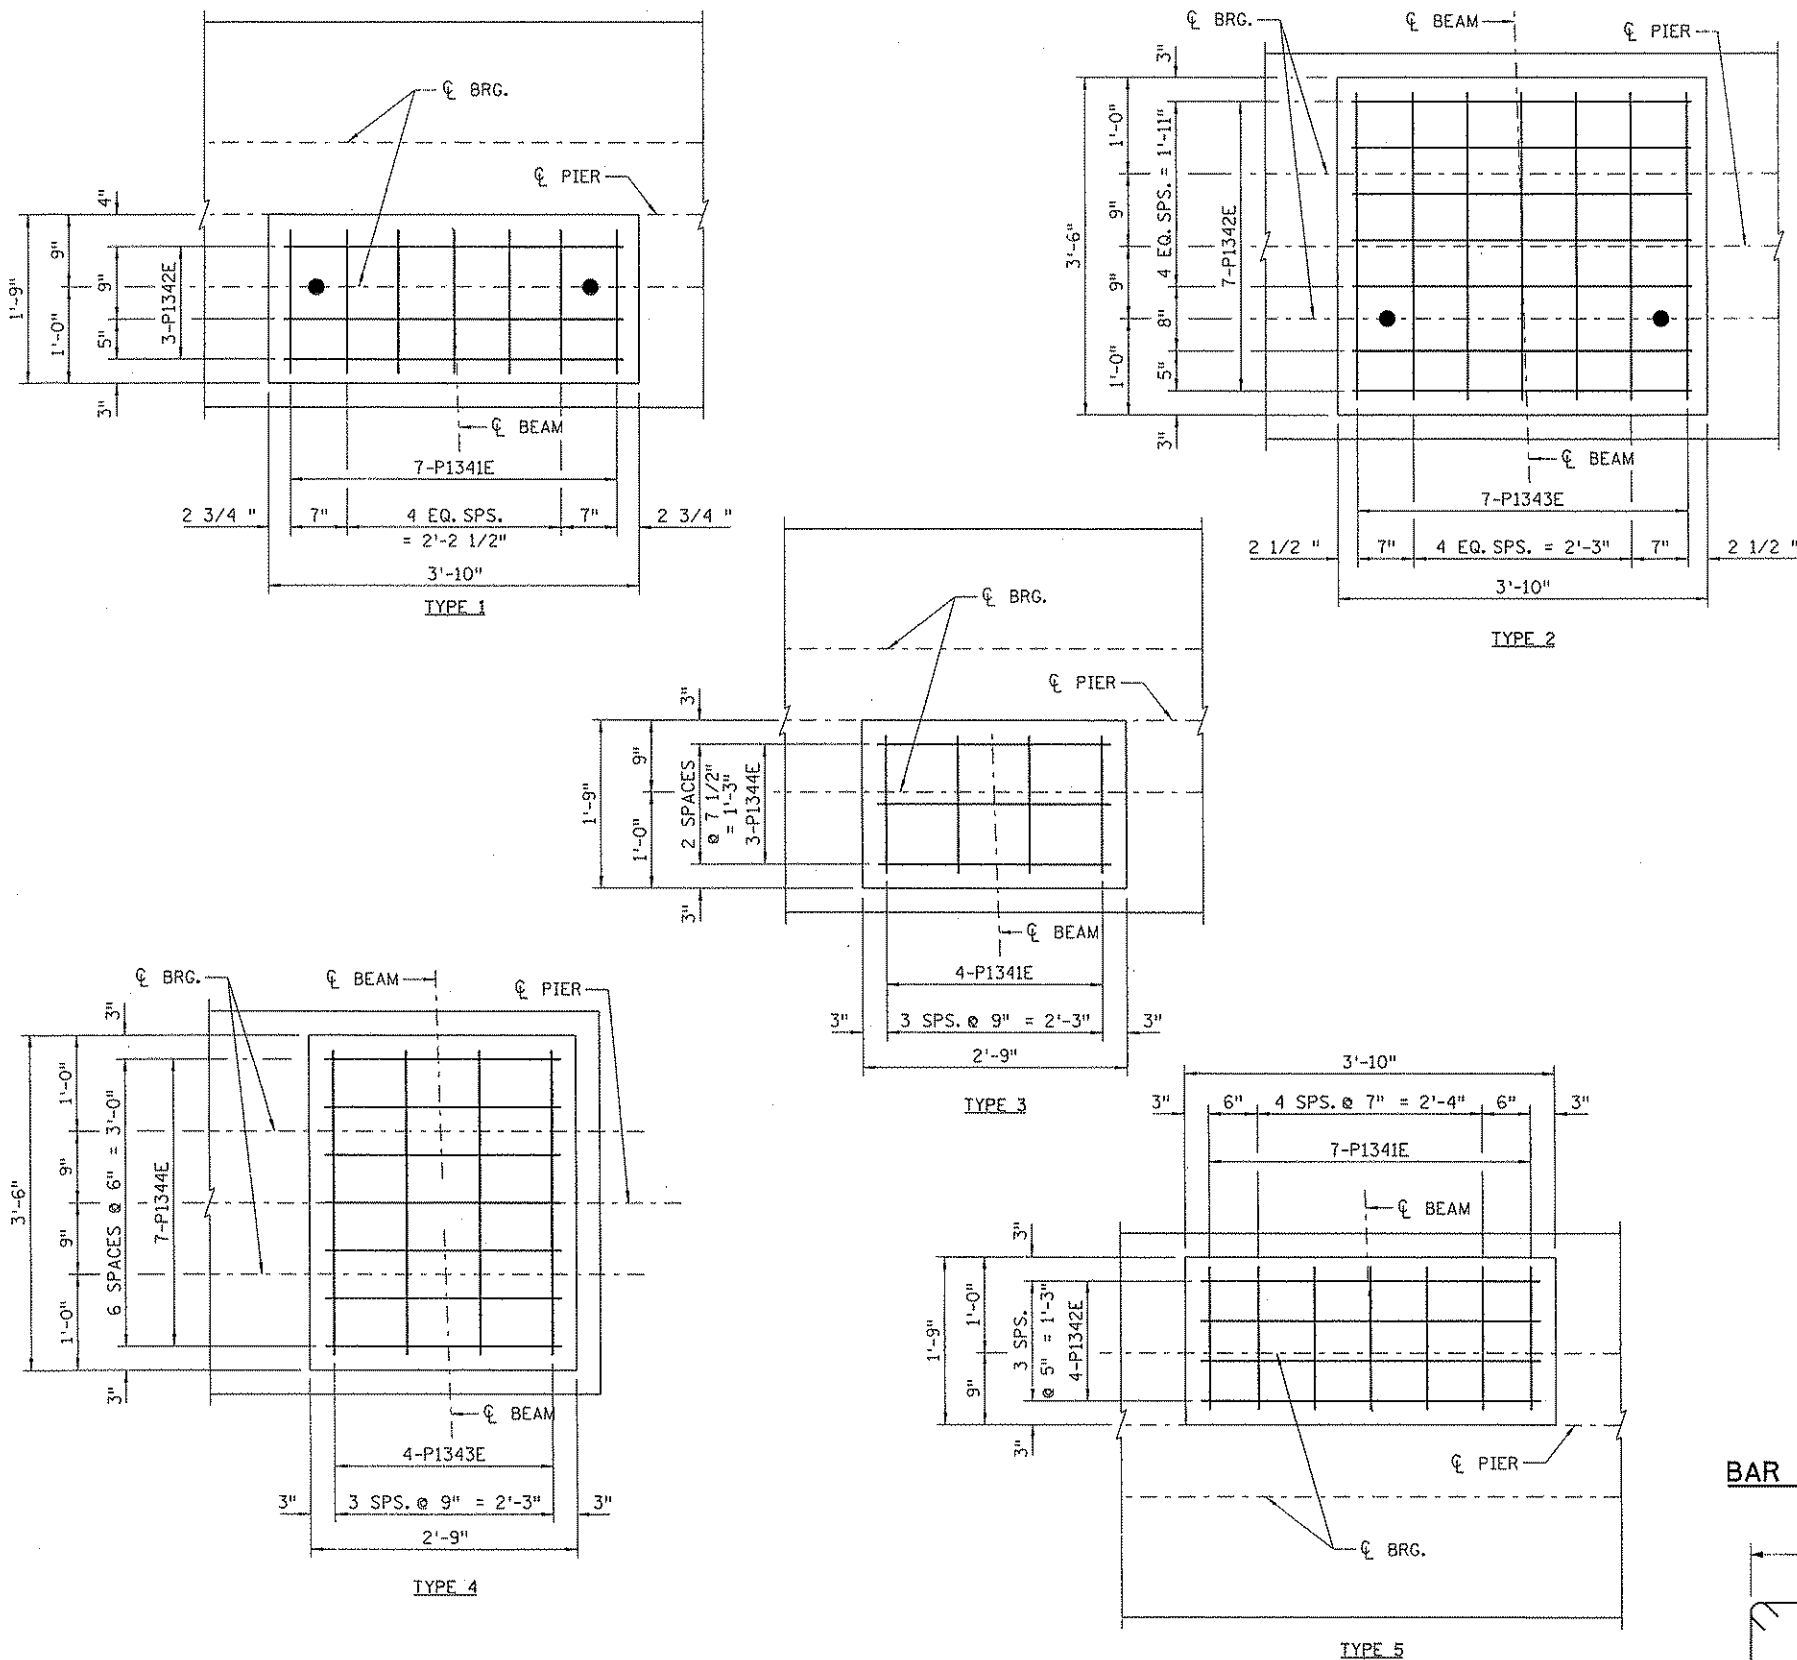 ℄ BRG.
℄ PIER
4"
9"
1'-9"
9"
3-P1342E
1'-0"
5"
3"
℄ BEAM
7-P1341E
2 3/4 "
7"
4 EQ. SPS.
= 2'-2 1/2"
7"
2 3/4 "
3'-10"
TYPE 1
℄ BRG.
℄ BEAM
℄ PIER
3"
1'-0"
4 EQ. SPS. = 1'-11"
9"
3'-6"
7-P1342E
9"
8"
1'-0"
5"
3"
℄ BEAM
7-P1343E
2 1/2 "
7"
4 EQ. SPS. = 2'-3"
7"
2 1/2 "
3'-10"
TYPE 2
℄ BRG.
℄ PIER
3"
9"
1'-9"
2 SPACES
@ 7 1/2"
= 1'-3"
3-P1344E
1'-0"
3"
℄ BEAM
4-P1341E
3"
3 SPS. @ 9" = 2'-3"
3"
2'-9"
TYPE 3
℄ BRG.
℄ BEAM
℄ PIER
3"
1'-0"
9"
3'-6"
6 SPACES @ 6" = 3'-0"
7-P1344E
9"
1'-0"
3"
℄ BEAM
4-P1343E
3"
3 SPS. @ 9" = 2'-3"
3"
2'-9"
TYPE 4
3'-10"
3"
6"
4 SPS. @ 7" = 2'-4"
6"
3"
7-P1341E
℄ BEAM
3"
1'-0"
1'-9"
3 SPS.
@ 5" = 1'-3"
4-P1342E
9"
3"
℄ PIER
℄ BRG.
TYPE 5
BAR